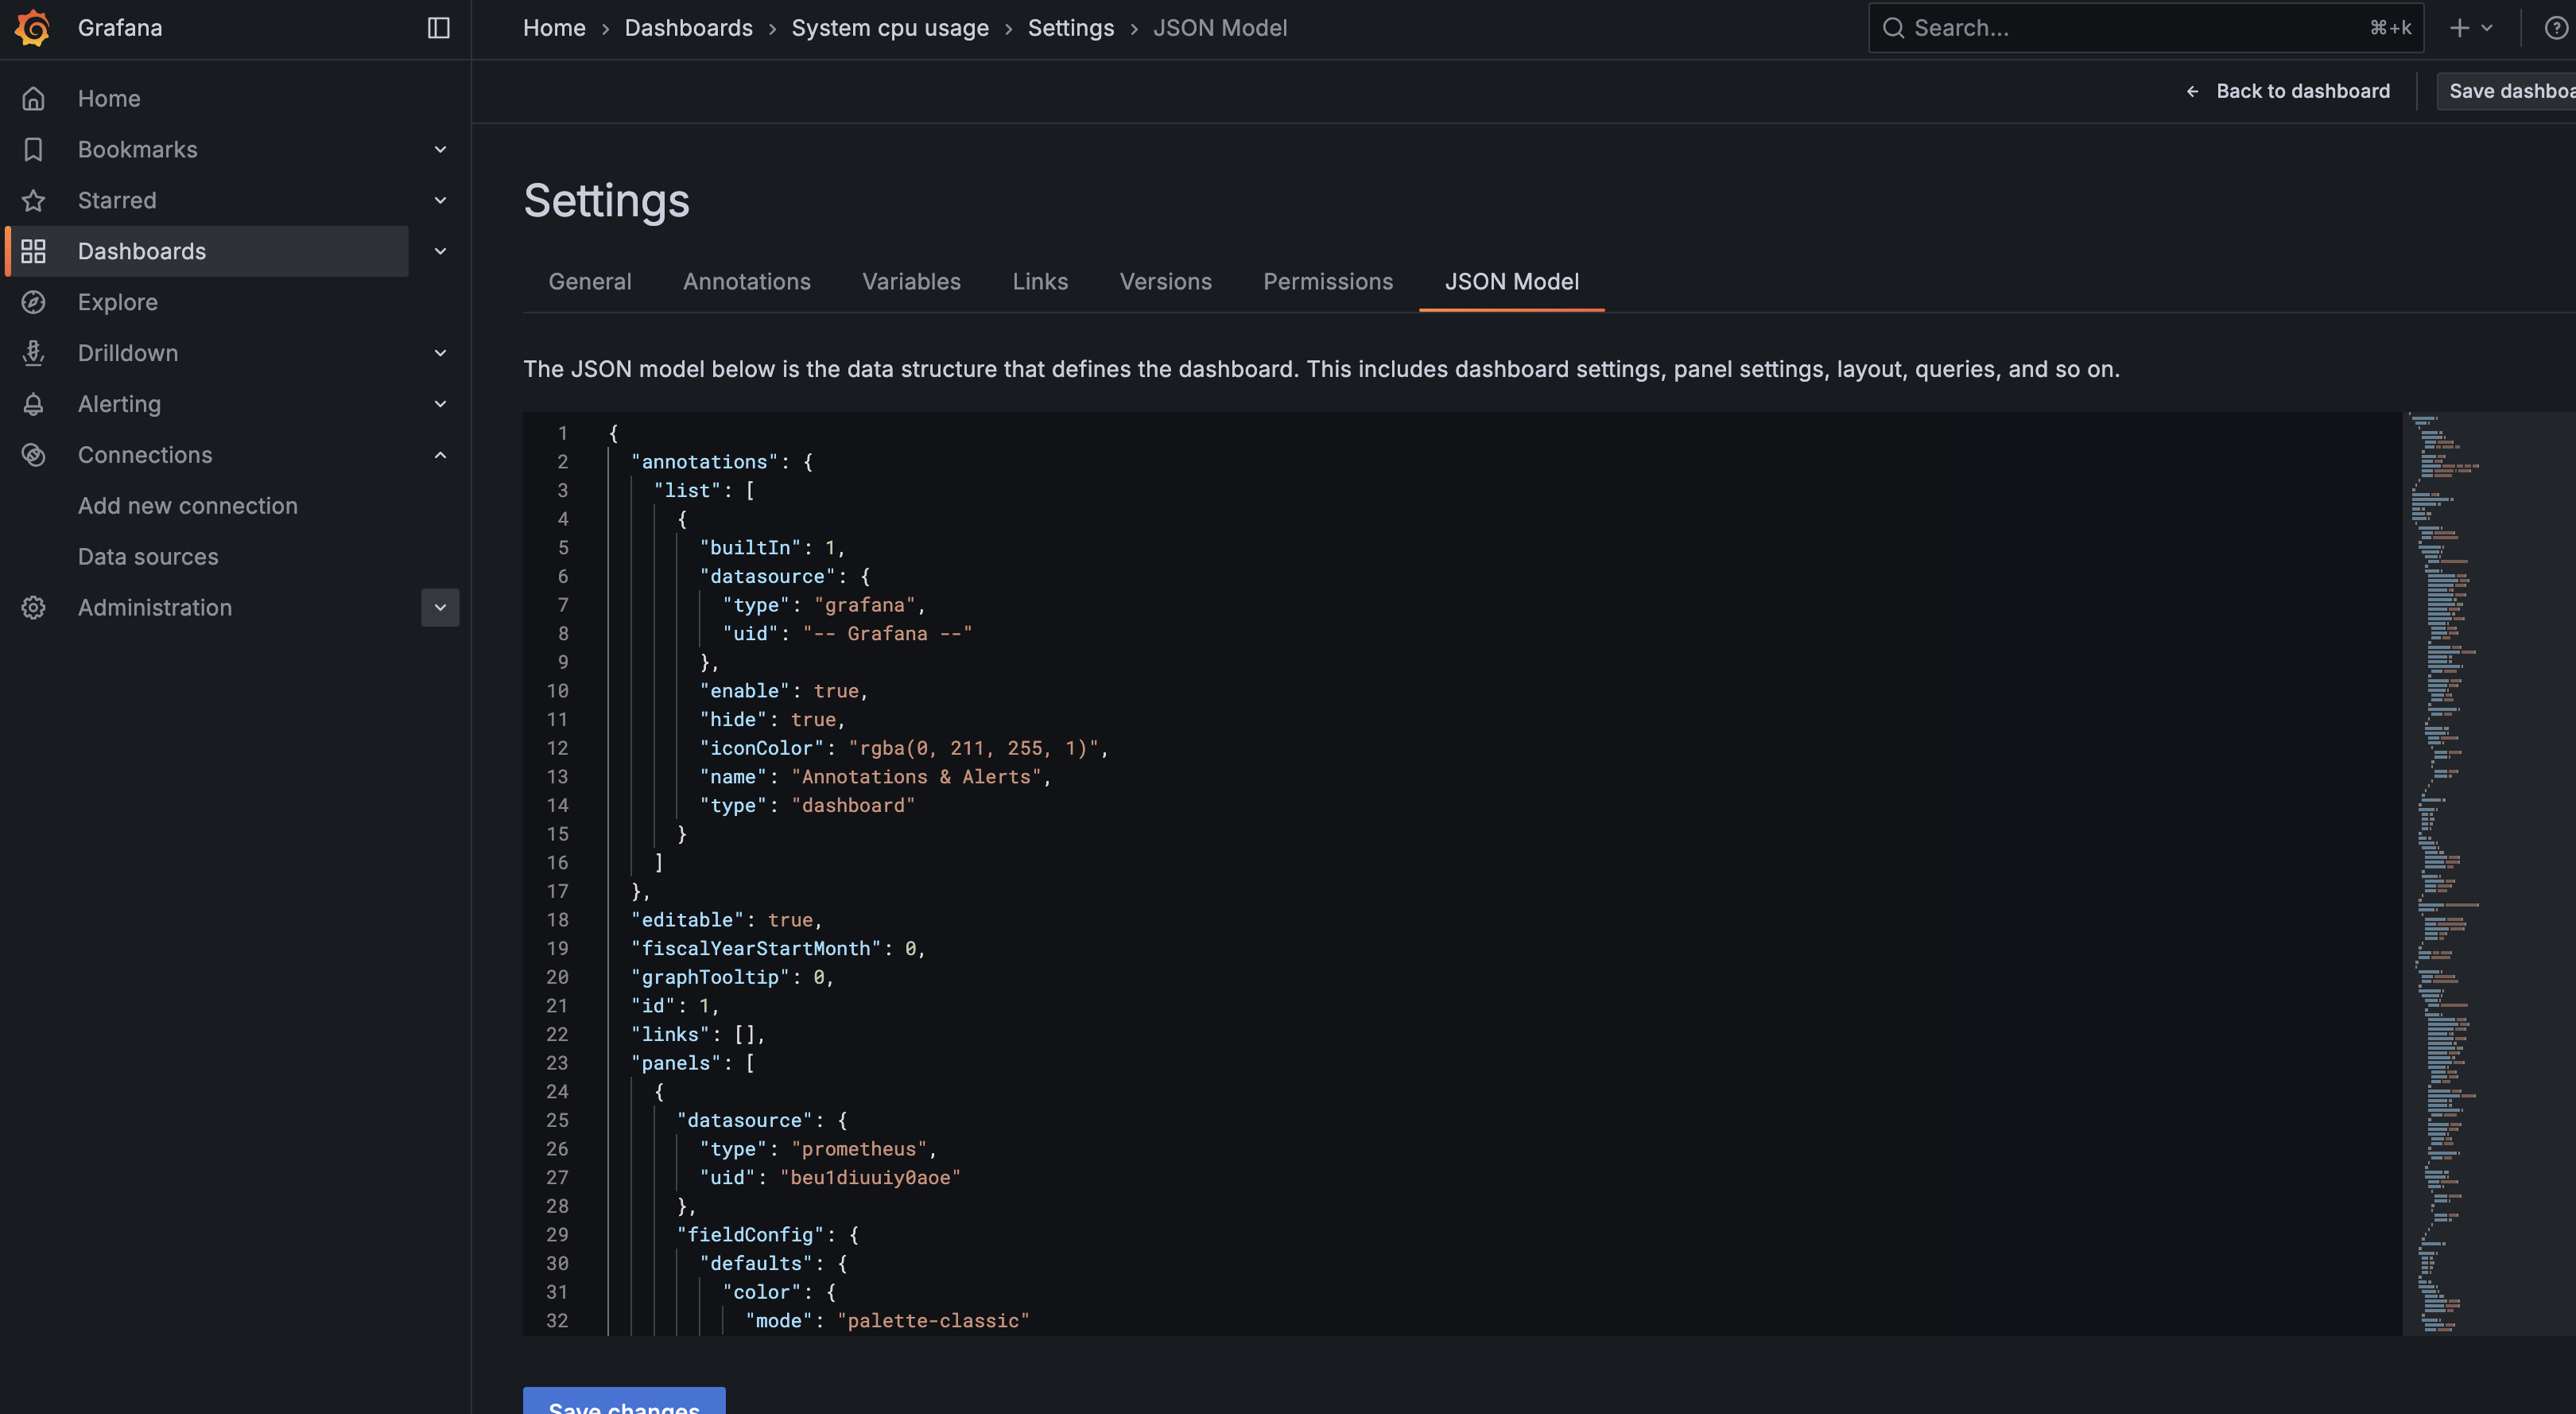 Grafana
Home › Dashboards › System cpu usage › Settings › JSON Model
Search...
⌘+k
Home
Bookmarks
Starred
Dashboards
Explore
Drilldown
Alerting
Connections
Add new connection
Data sources
Administration
← Back to dashboard
Save dashboa
Settings
General Annotations Variables Links Versions Permissions JSON Model
The JSON model below is the data structure that defines the dashboard. This includes dashboard settings, panel settings, layout, queries, and so on.
1 {
2 "annotations": {
3 "list": [
4 {
5 "builtIn": 1,
6 "datasource": {
7 "type": "grafana",
8 "uid": "-- Grafana --"
9 },
10 "enable": true,
11 "hide": true,
12 "iconColor": "rgba(0, 211, 255, 1)",
13 "name": "Annotations & Alerts",
14 "type": "dashboard"
15 }
16 ]
17 },
18 "editable": true,
19 "fiscalYearStartMonth": 0,
20 "graphTooltip": 0,
21 "id": 1,
22 "links": [],
23 "panels": [
24 {
25 "datasource": {
26 "type": "prometheus",
27 "uid": "beu1diuuiy0aoe"
28 },
29 "fieldConfig": {
30 "defaults": {
31 "color": {
32 "mode": "palette-classic"
Save changes